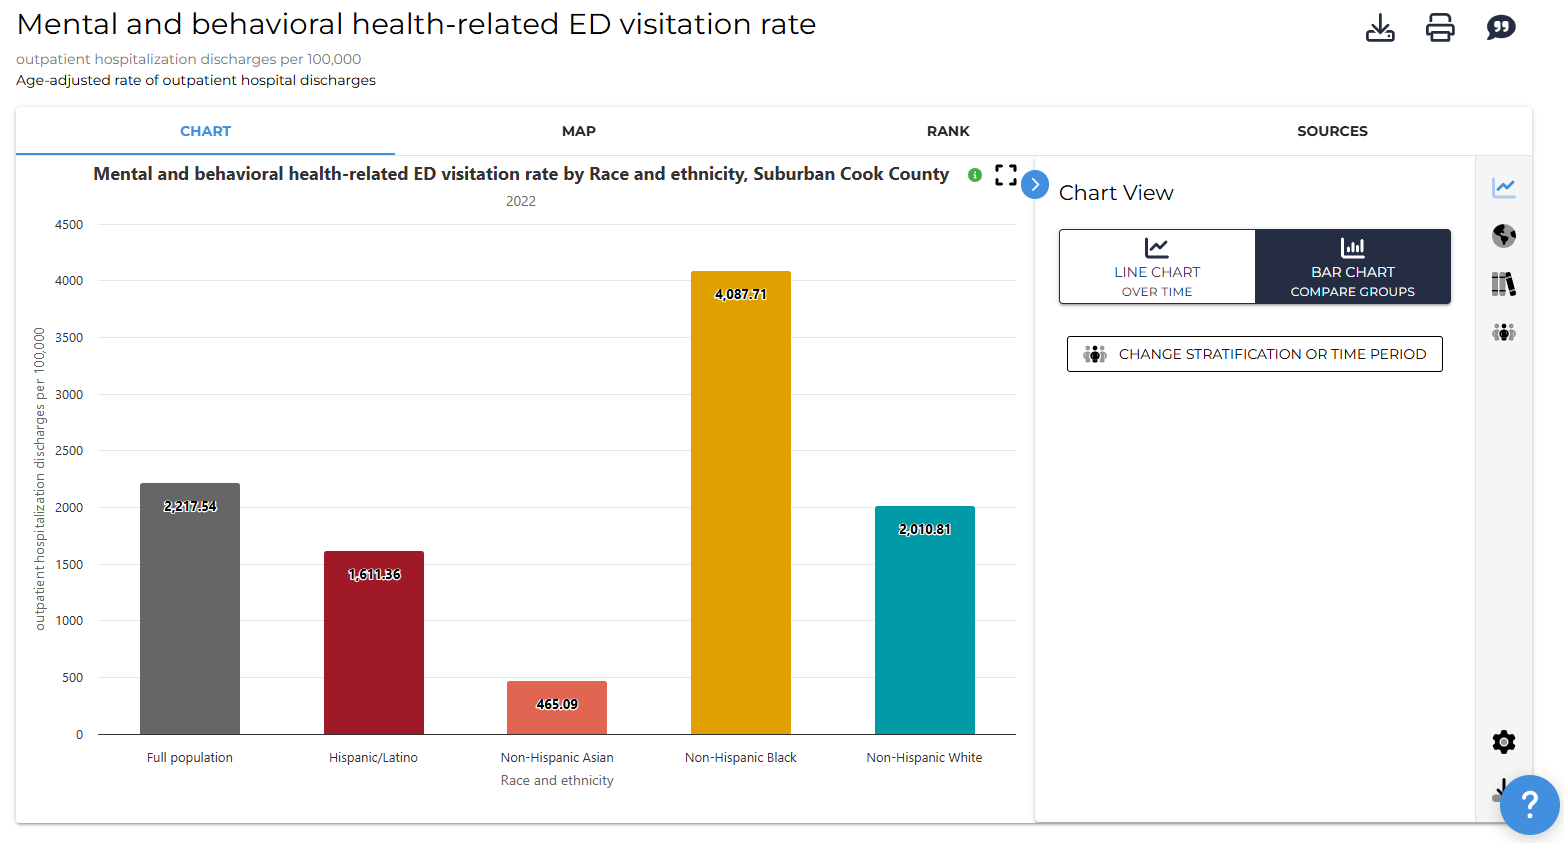 Mental and behavioral health-related ED visitation rate
outpatient hospitalization discharges per 100,000
Age-adjusted rate of outpatient hospital discharges
CHART
MAP
RANK
SOURCES
Mental and behavioral health-related ED visitation rate by Race and ethnicity, Suburban Cook County
2022
outpatient hospitalization discharges per 100,000
4500
4000
3500
3000
2500
2000
1500
1000
500
0
2,217.54
1,611.36
465.09
4,087.71
2,010.81
Full population
Hispanic/Latino
Non-Hispanic Asian
Non-Hispanic Black
Non-Hispanic White
Race and ethnicity
Chart View
LINE CHART
OVER TIME
BAR CHART
COMPARE GROUPS
CHANGE STRATIFICATION OR TIME PERIOD
?